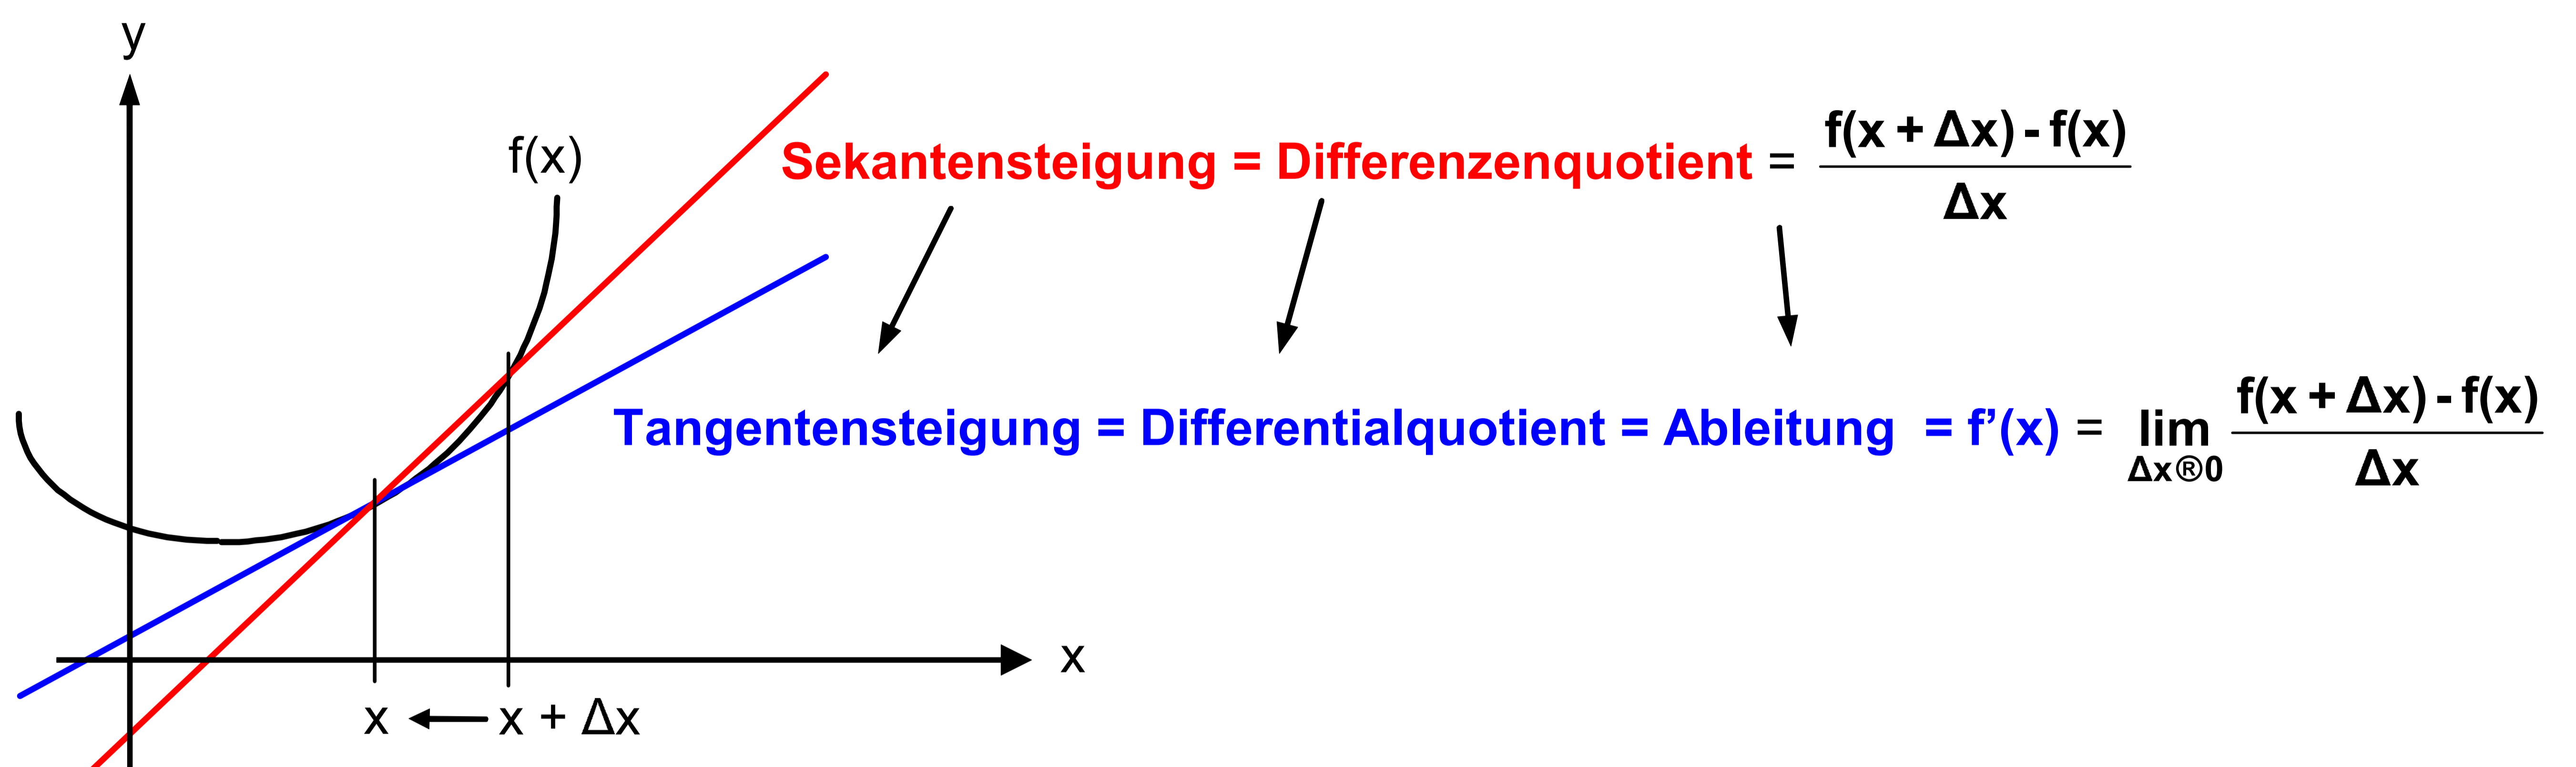 y
f(x)
Sekantensteigung = Differenzenquotient = f(x + Δx) - f(x)
Δx
Tangentensteigung = Differentialquotient = Ableitung = f’(x) = lim f(x + Δx) - f(x)
Δx®0 Δx
x
x x + Δx